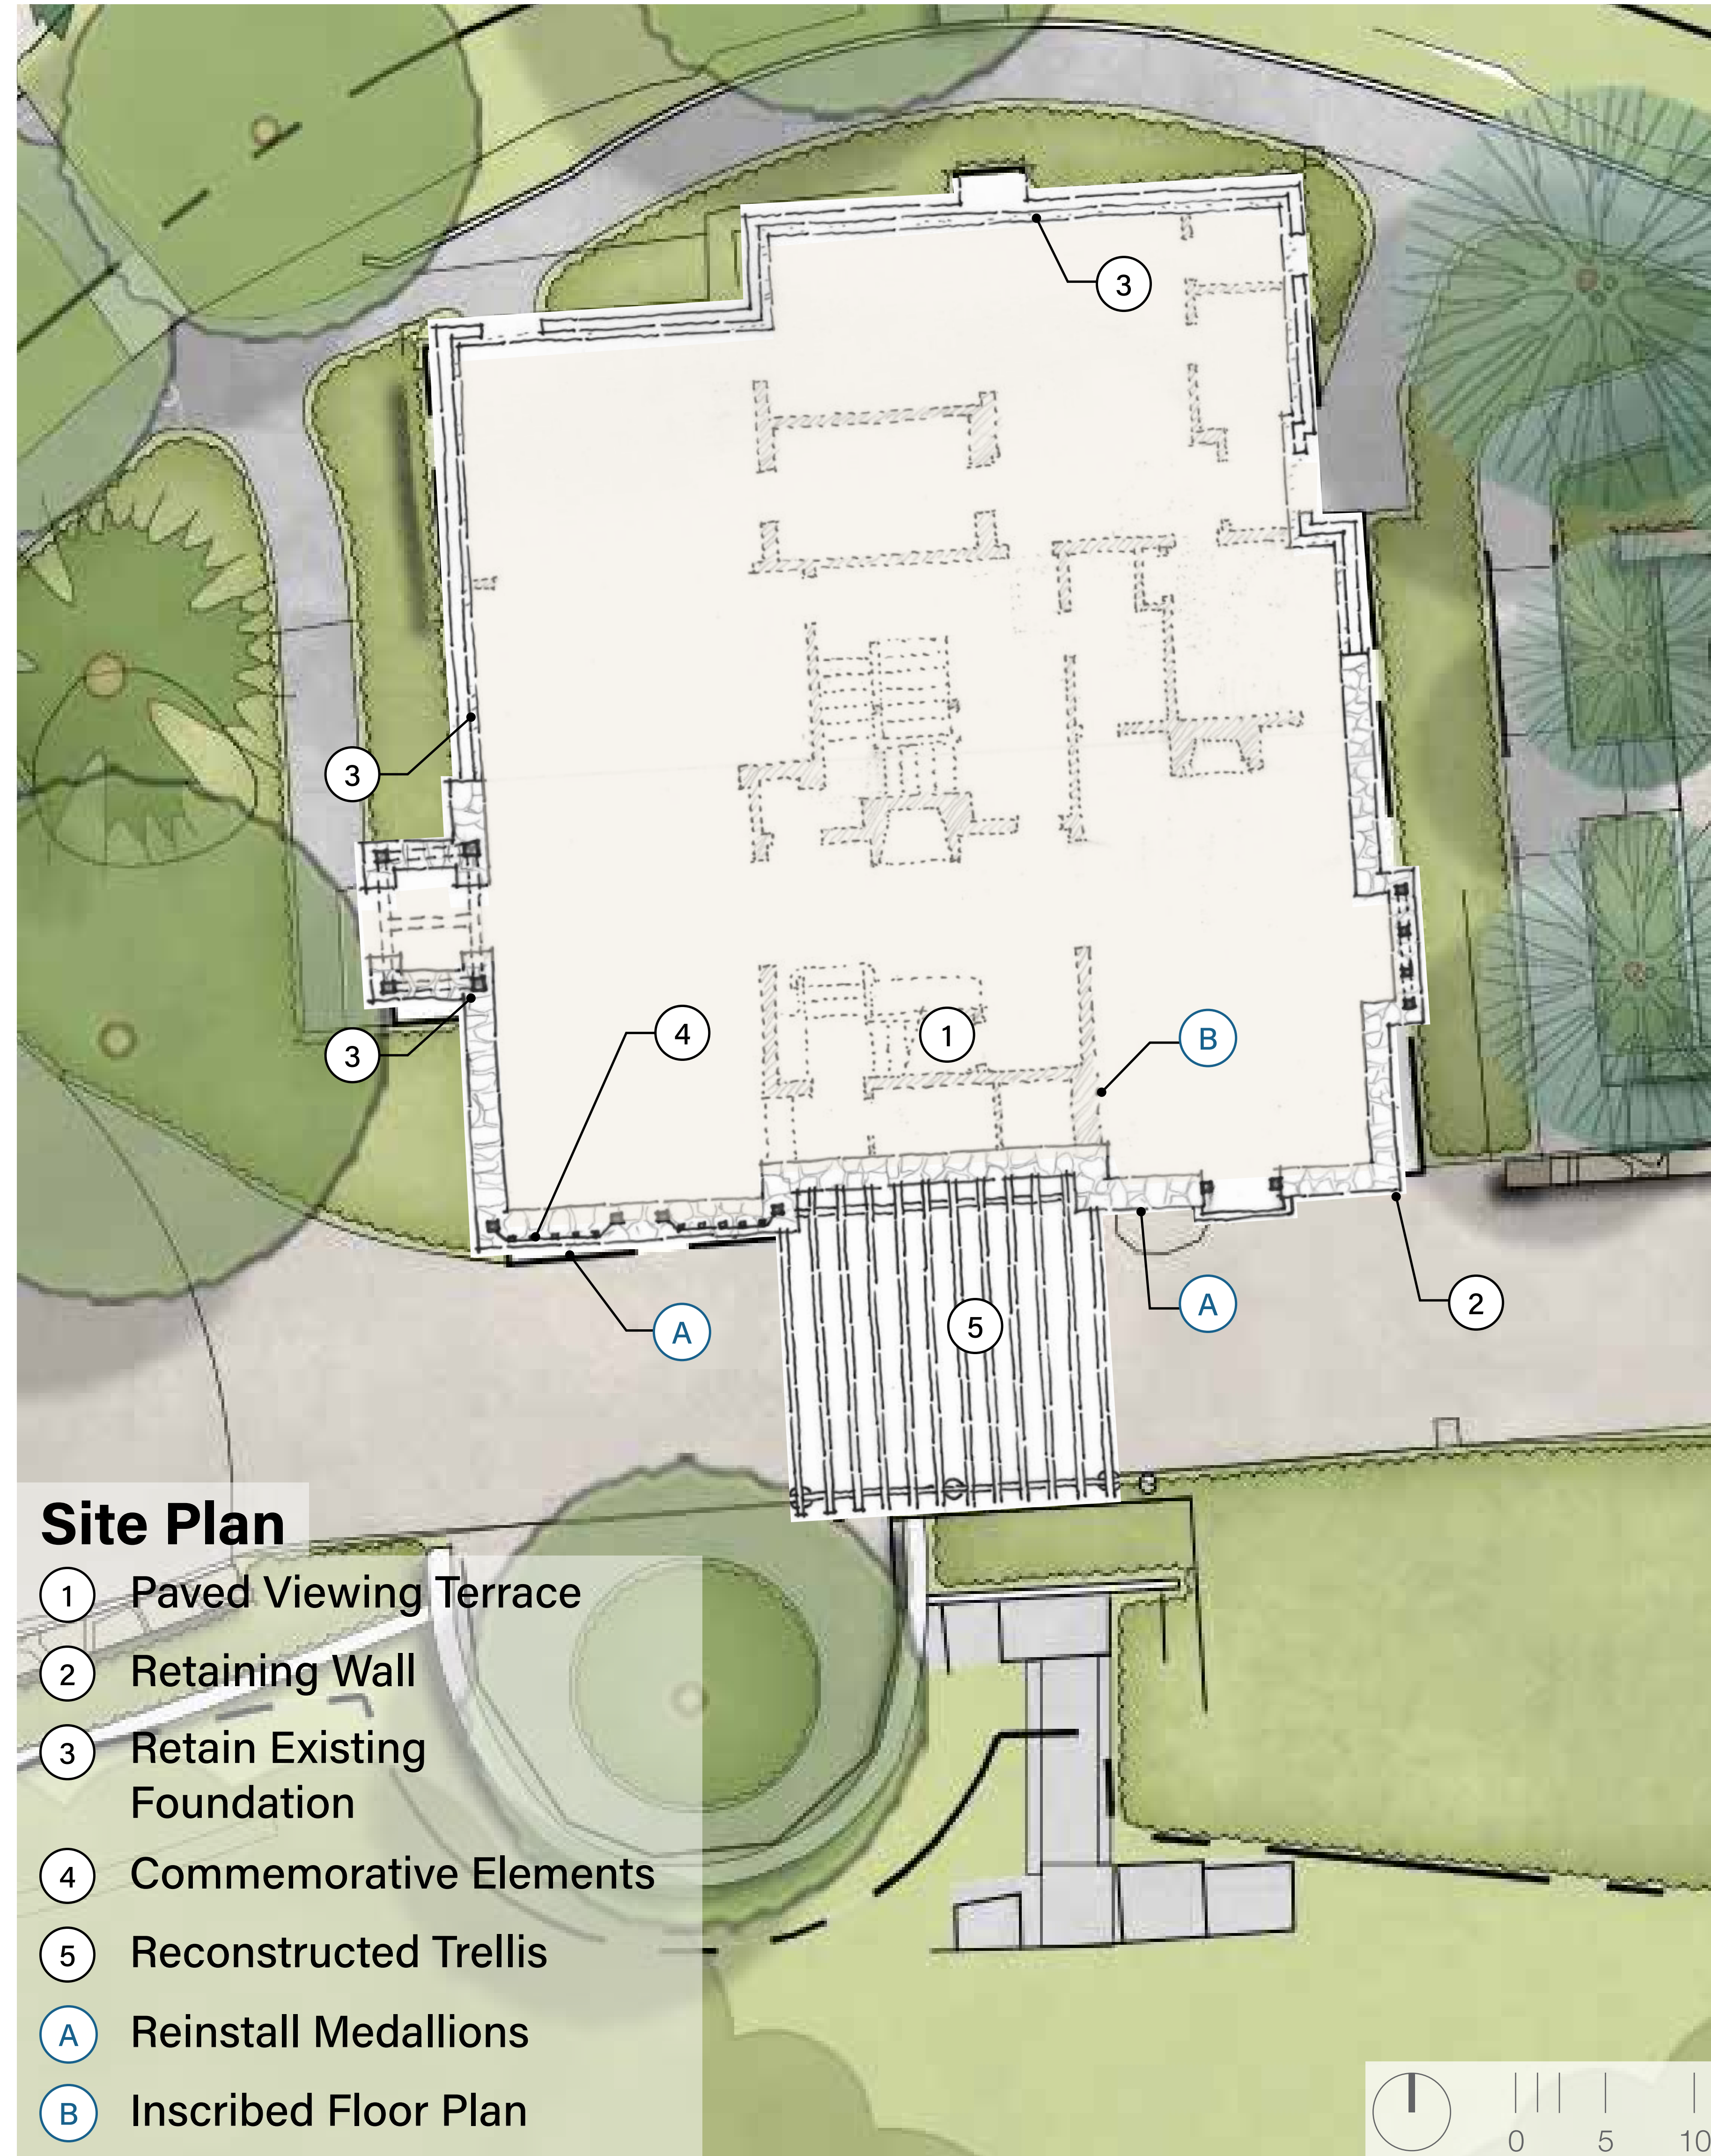 3
3
3
4
1
B
A
A
5
2
Site Plan
1 Paved Viewing Terrace
2 Retaining Wall
3 Retain Existing
Foundation
4 Commemorative Elements
5 Reconstructed Trellis
A Reinstall Medallions
B Inscribed Floor Plan
0 5 10